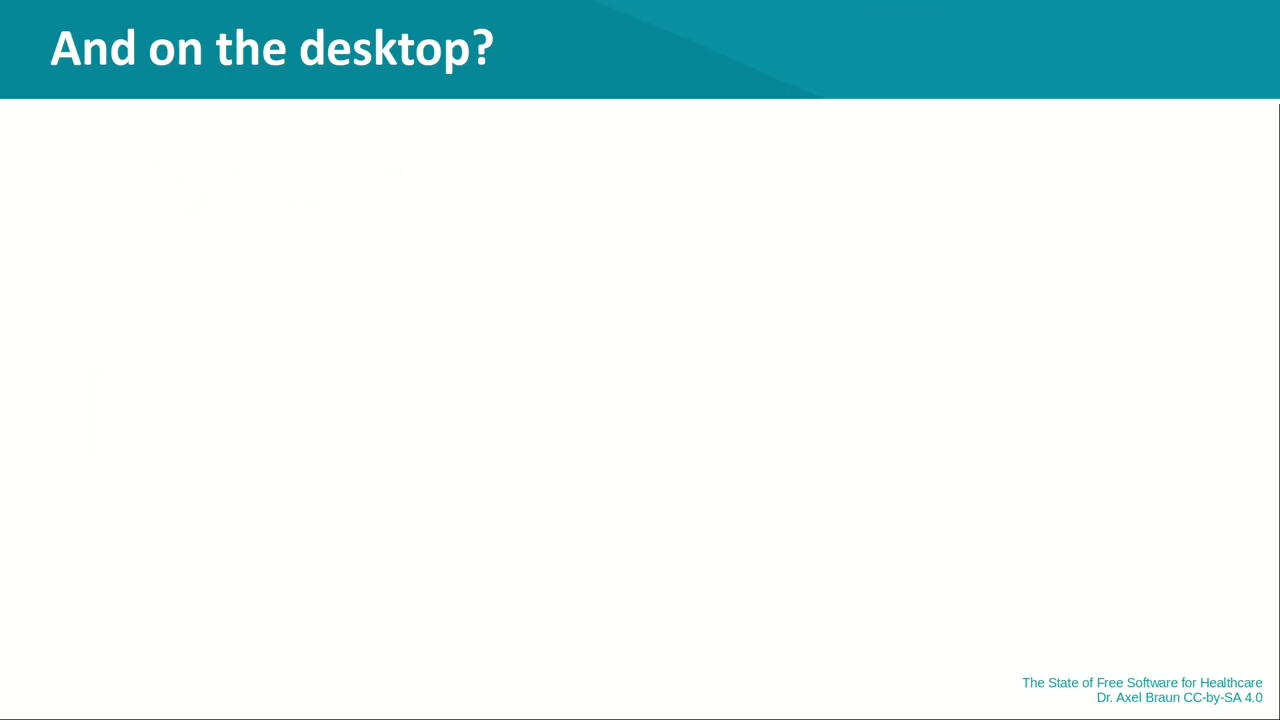 And on the desktop?
The State of Free Software for Healthcare
Dr. Axel Braun CC-by-SA 4.0